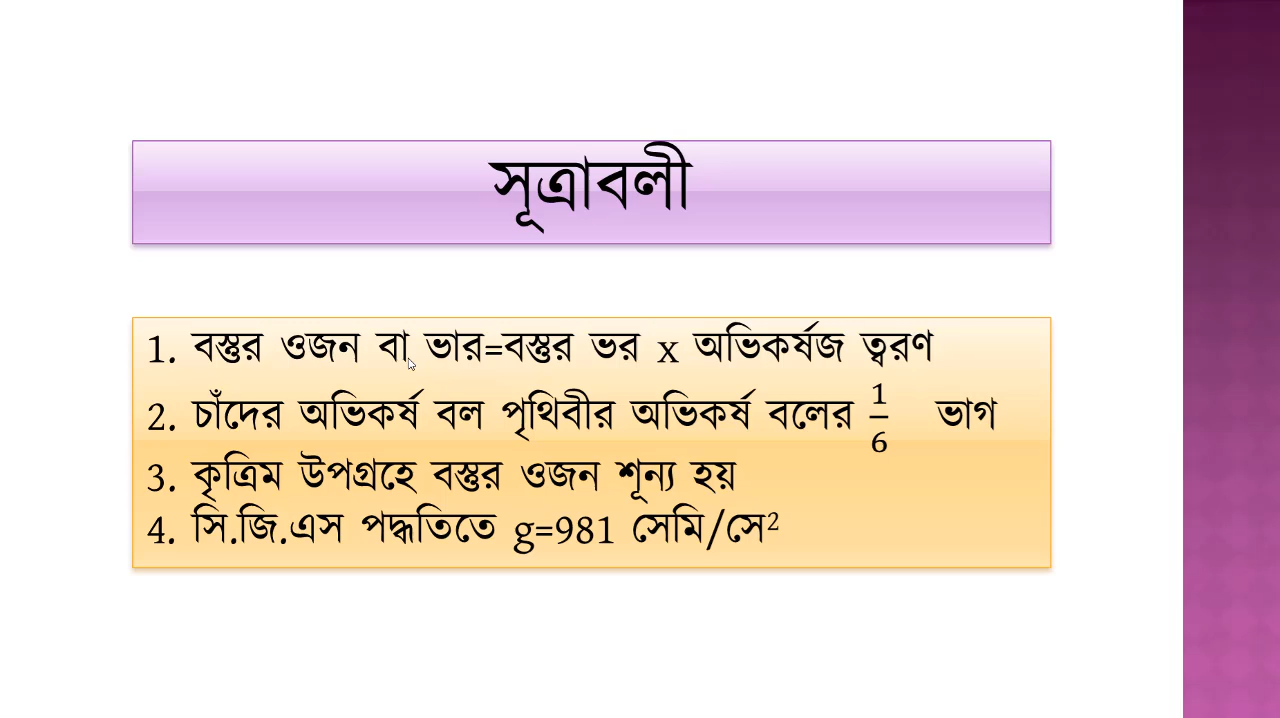 সূত্রাবলী
1. বস্তুর ওজন বা ভার=বস্তুর ভর x অভিকর্ষজ ত্বরণ
2. চাঁদের অভিকর্ষ বল পৃথিবীর অভিকর্ষ বলের 1/6 ভাগ
3. কৃত্রিম উপগ্রহে বস্তুর ওজন শূন্য হয়
4. সি.জি.এস পদ্ধতিতে g=981 সেমি/সে²